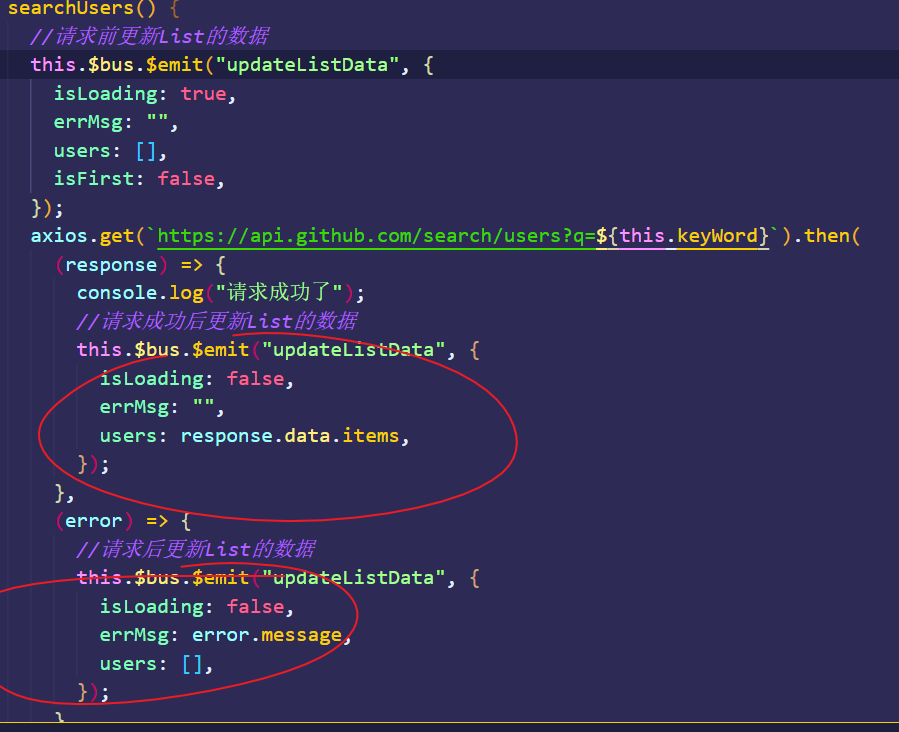 searchUsers() {
//请求前更新List的数据
this.$bus.$emit("updateListData", {
isLoading: true,
errMsg: "",
users: [],
isFirst: false,
});
axios.get(`https://api.github.com/search/users?q=${this.keyWord}`).then(
(response) => {
console.log("请求成功了");
//请求成功后更新List的数据
this.$bus.$emit("updateListData", {
isLoading: false,
errMsg: "",
users: response.data.items,
});
},
(error) => {
//请求后更新List的数据
this.$bus.$emit("updateListData", {
isLoading: false,
errMsg: error.message,
users: [],
});
}